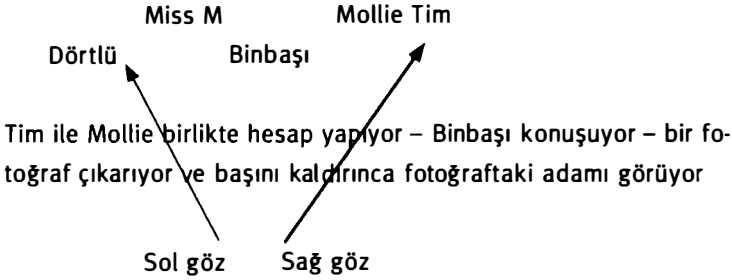 Miss M Mollie Tim
Dörtlü Binbaşı
Tim ile Mollie birlikte hesap yapıyor – Binbaşı konuşuyor – bir fo-
toğraf çıkarıyor ve başını kaldırınca fotoğraftaki adamı görüyor
Sol göz Sağ göz